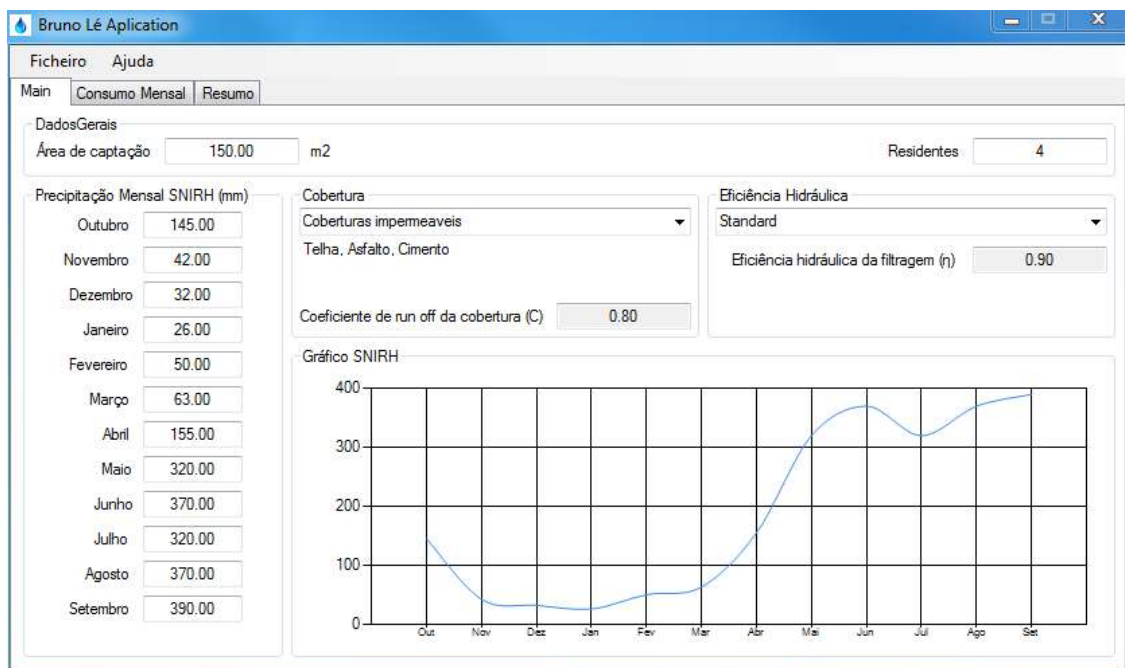 Bruno Lé Aplication
Ficheiro Ajuda
Main Consumo Mensal Resumo
DadosGerais
Área de captação 150.00 m2 Residentes 4
Precipitação Mensal SNIRH (mm)
Outubro 145.00
Novembro 42.00
Dezembro 32.00
Janeiro 26.00
Fevereiro 50.00
Março 63.00
Abril 155.00
Maio 320.00
Junho 370.00
Julho 320.00
Agosto 370.00
Setembro 390.00
Cobertura
Coberturas impermeaveis
Telha, Asfalto, Cimento
Coeficiente de run off da cobertura (C) 0.80
Eficiência Hidráulica
Standard
Eficiência hidráulica da filtragem (η) 0.90
Gráfico SNIRH
400
300
200
100
0
Out Nov Dez Jan Fev Mar Abr Mai Jun Jul Ago Set